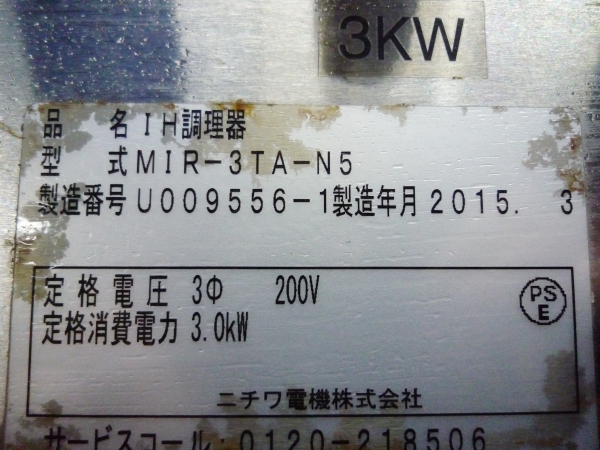 3KW
品 名 IH調理器
型 式 MIR-3TA-N5
製造番号 U009556-1 製造年月 2015. 3
定格電圧 3Φ 200V
PS
E
定格消費電力 3.0kW
ニチワ電機株式会社
サービスコール:0120-218506